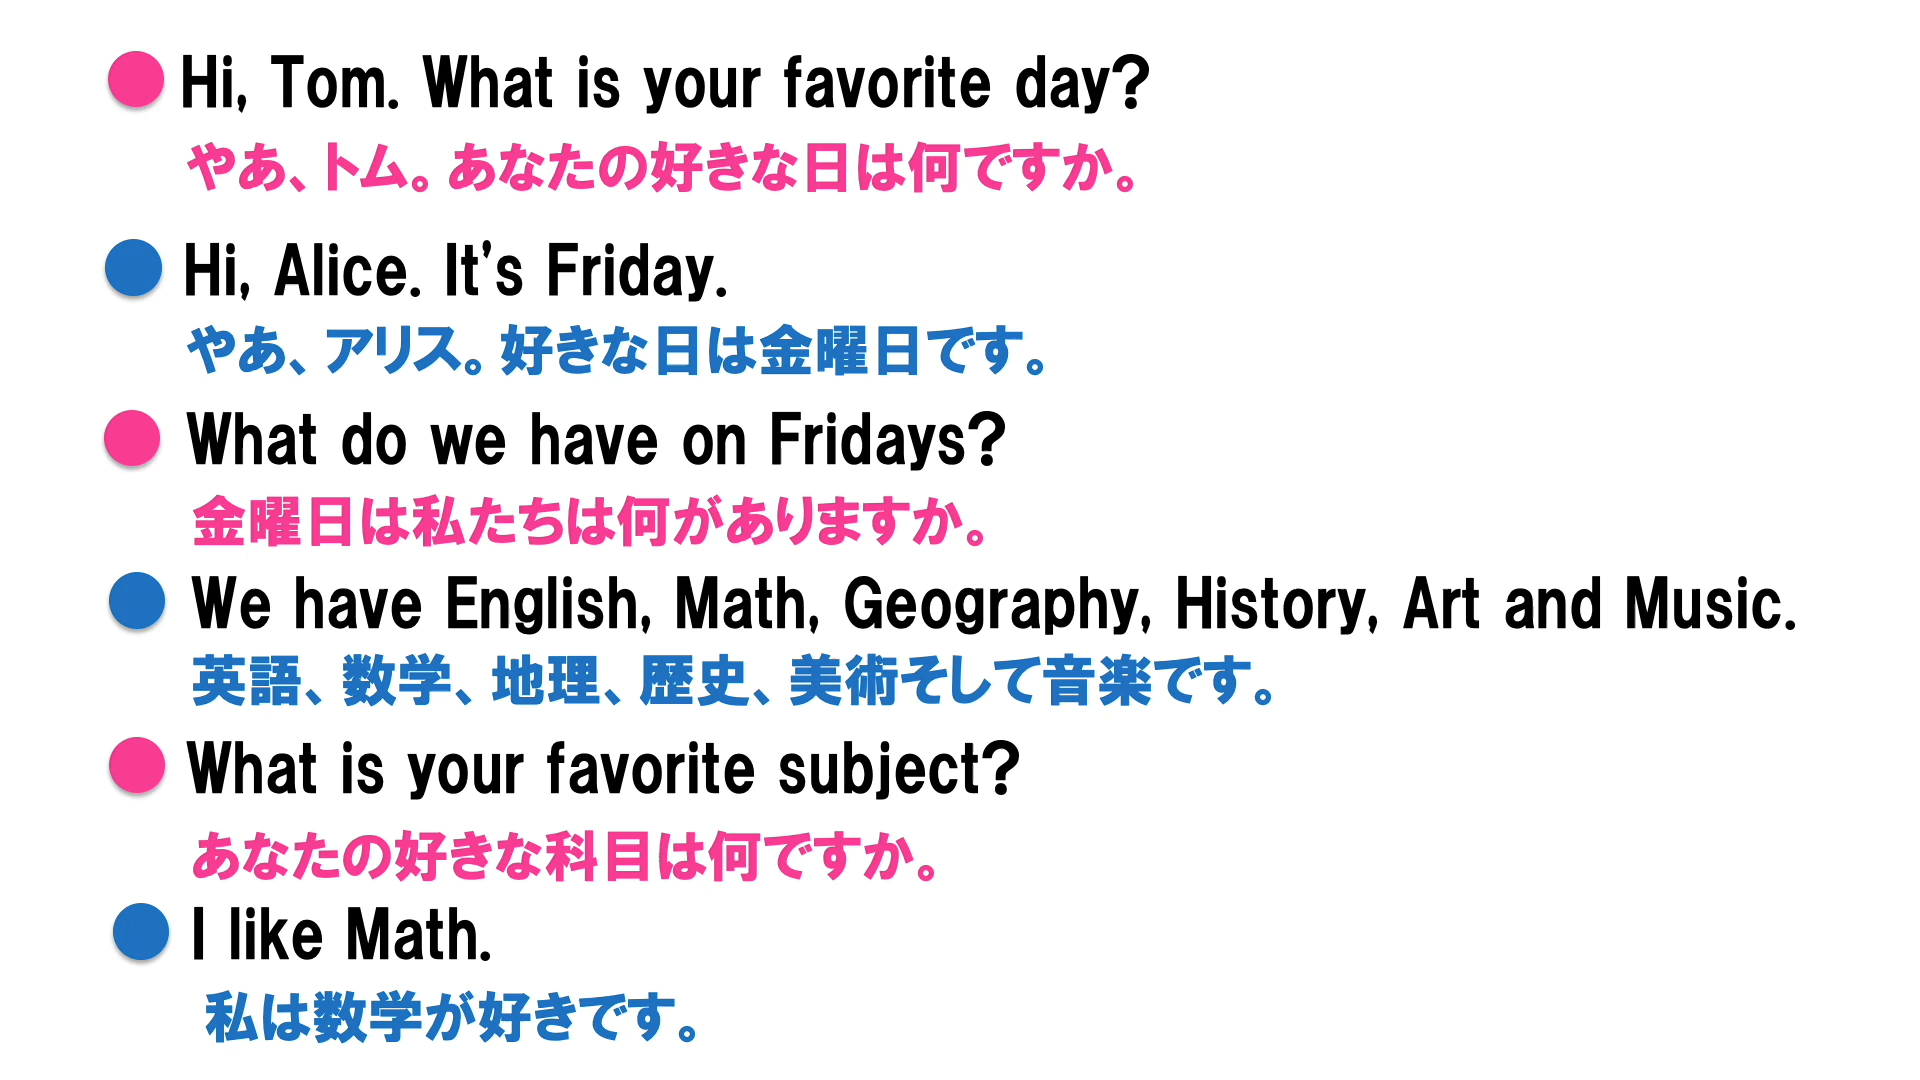 Hi, Tom. What is your favorite day?
やあ、トム。あなたの好きな日は何ですか。
Hi, Alice. It's Friday.
やあ、アリス。好きな日は金曜日です。
What do we have on Fridays?
金曜日は私たちは何がありますか。
We have English, Math, Geography, History, Art and Music.
英語、数学、地理、歴史、美術そして音楽です。
What is your favorite subject?
あなたの好きな科目は何ですか。
I like Math.
私は数学が好きです。